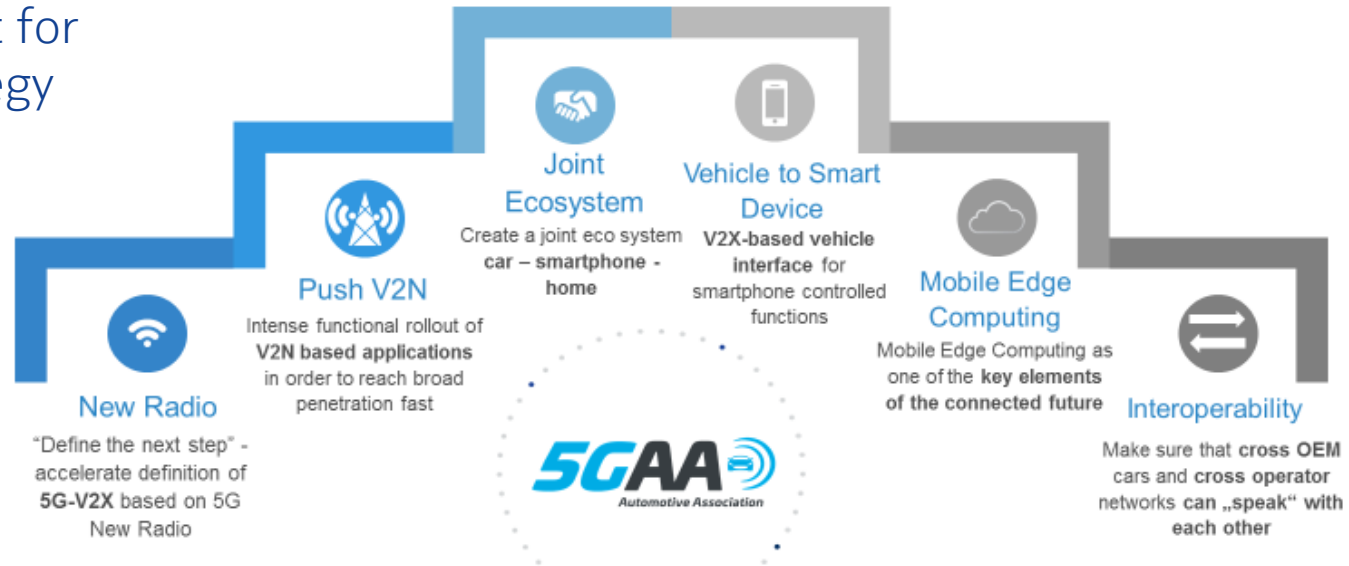 t for
egy
New Radio
“Define the next step” -
accelerate definition of
5G-V2X based on 5G
New Radio
Push V2N
Intense functional rollout of
V2N based applications
in order to reach broad
penetration fast
Joint
Ecosystem
Create a joint eco system
car – smartphone -
home
Vehicle to Smart
Device
V2X-based vehicle
interface for
smartphone controlled
functions
Mobile Edge
Computing
Mobile Edge Computing as
one of the key elements
of the connected future
Interoperability
Make sure that cross OEM
cars and cross operator
networks can „speak“ with
each other
5GAA
Automotive Association